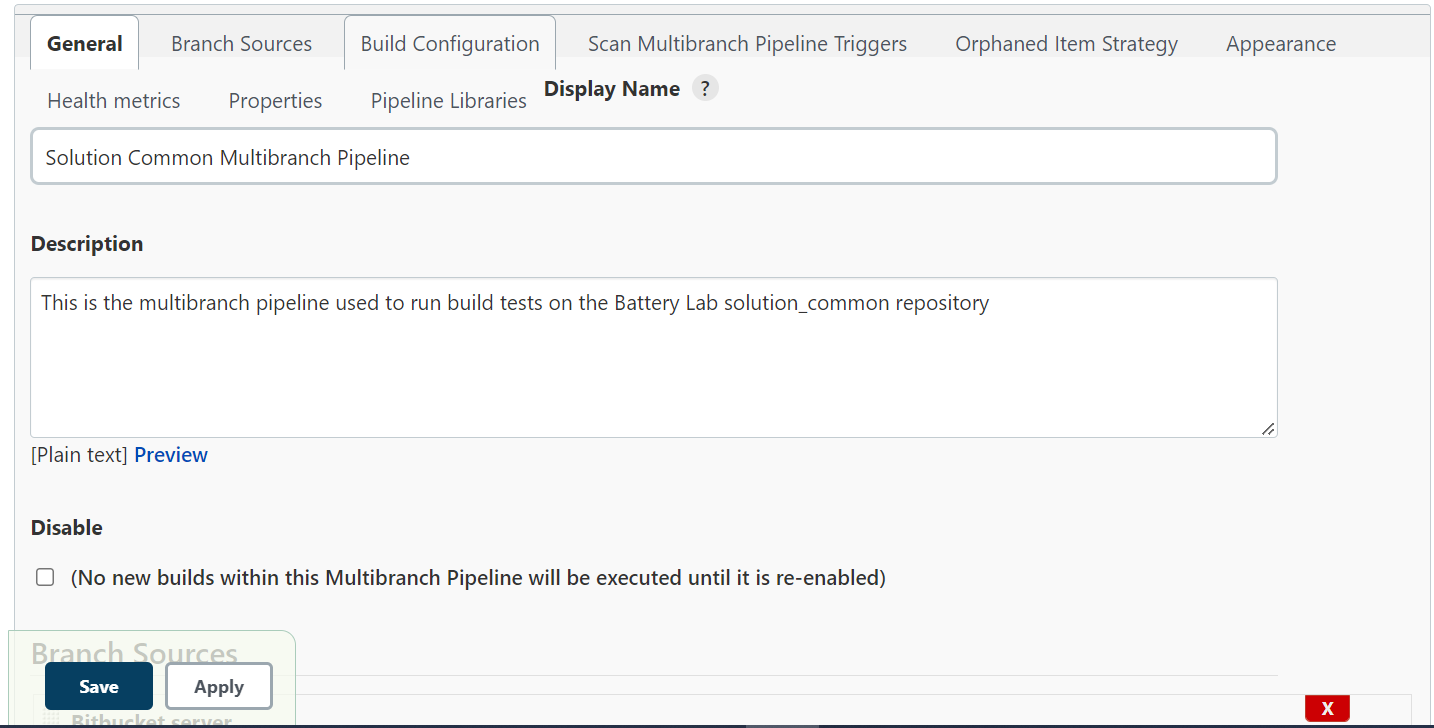 General Branch Sources Build Configuration Scan Multibranch Pipeline Triggers Orphaned Item Strategy Appearance
Health metrics Properties Pipeline Libraries Display Name ?
Solution Common Multibranch Pipeline
Description
This is the multibranch pipeline used to run build tests on the Battery Lab solution_common repository
[Plain text] Preview
Disable
(No new builds within this Multibranch Pipeline will be executed until it is re-enabled)
Branch Sources
Save Apply
Bitbucket server X